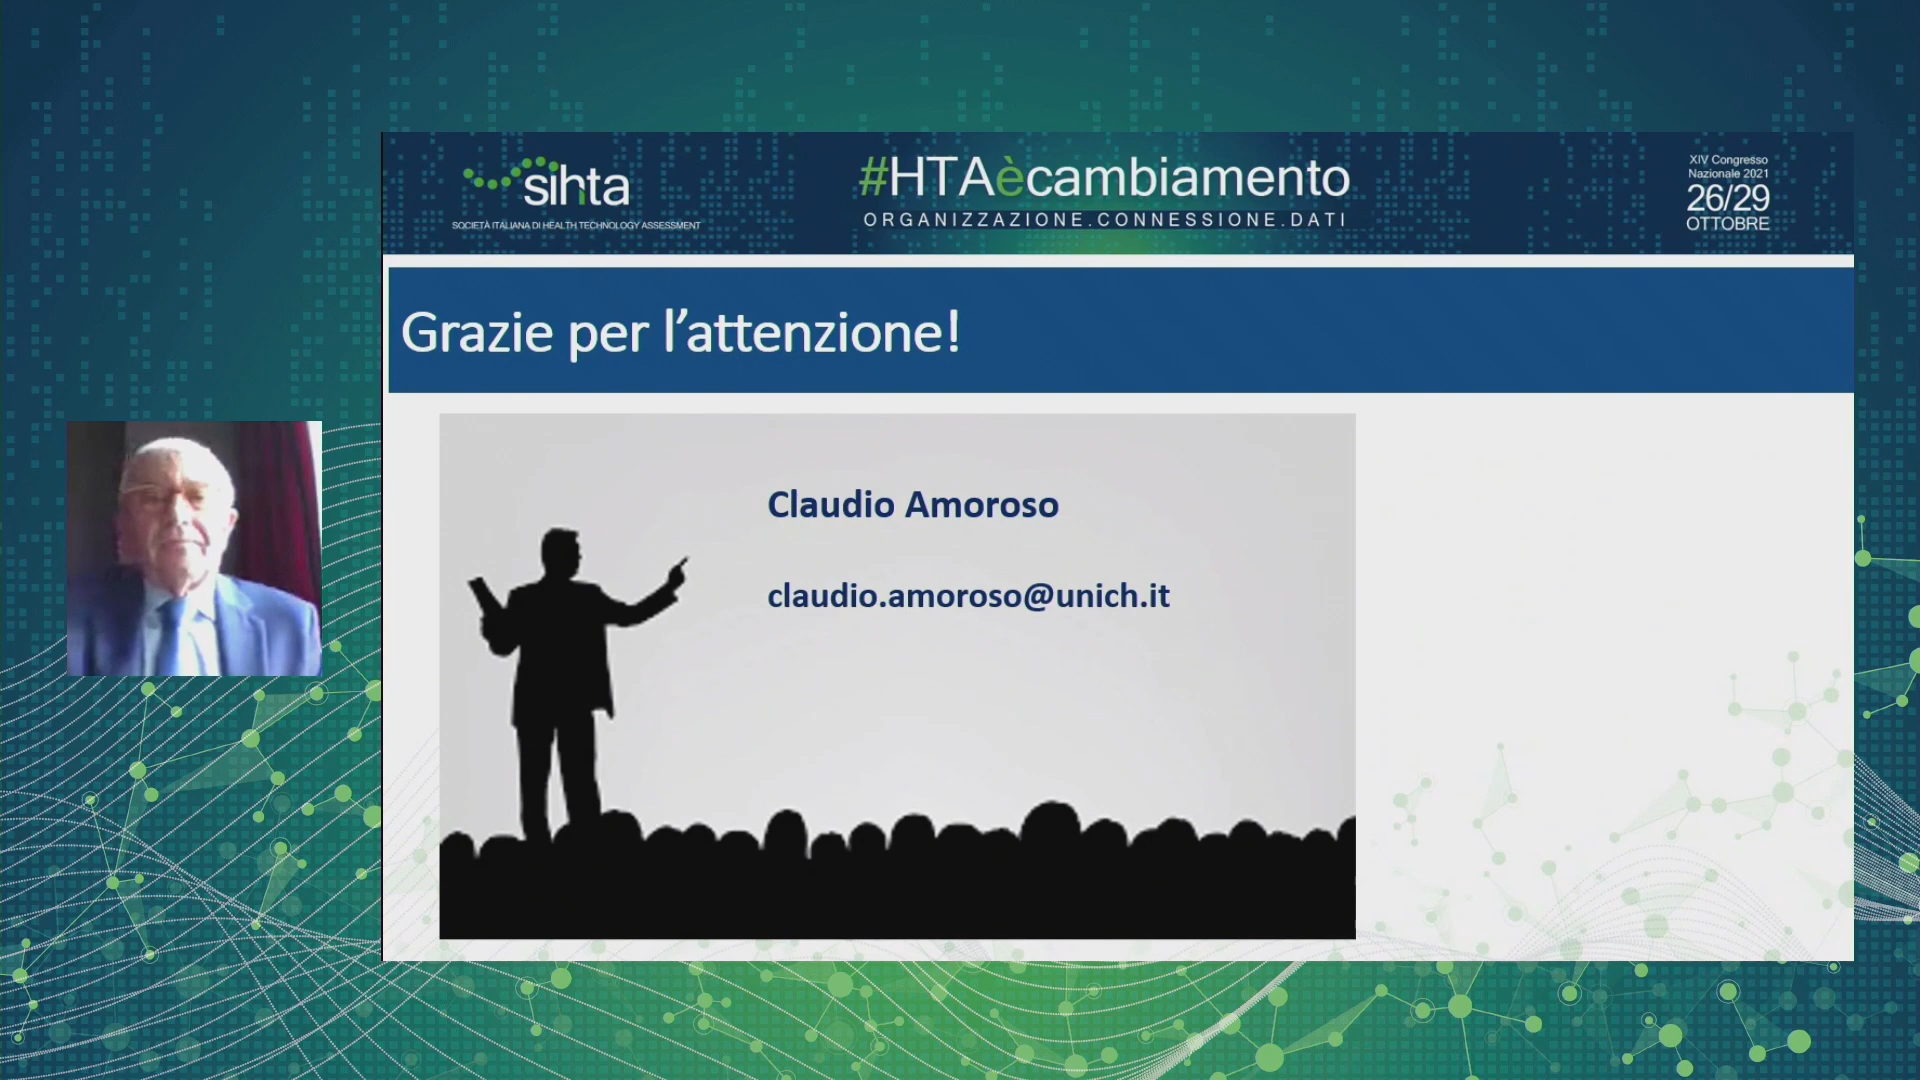 sihta
SOCIETÀ ITALIANA DI HEALTH TECHNOLOGY ASSESSMENT
#HTAècambiamento
ORGANIZZAZIONE.CONNESSIONE.DATI
XIV Congresso
Nazionale 2021
26/29
OTTOBRE
Grazie per l’attenzione!
Claudio Amoroso
claudio.amoroso@unich.it